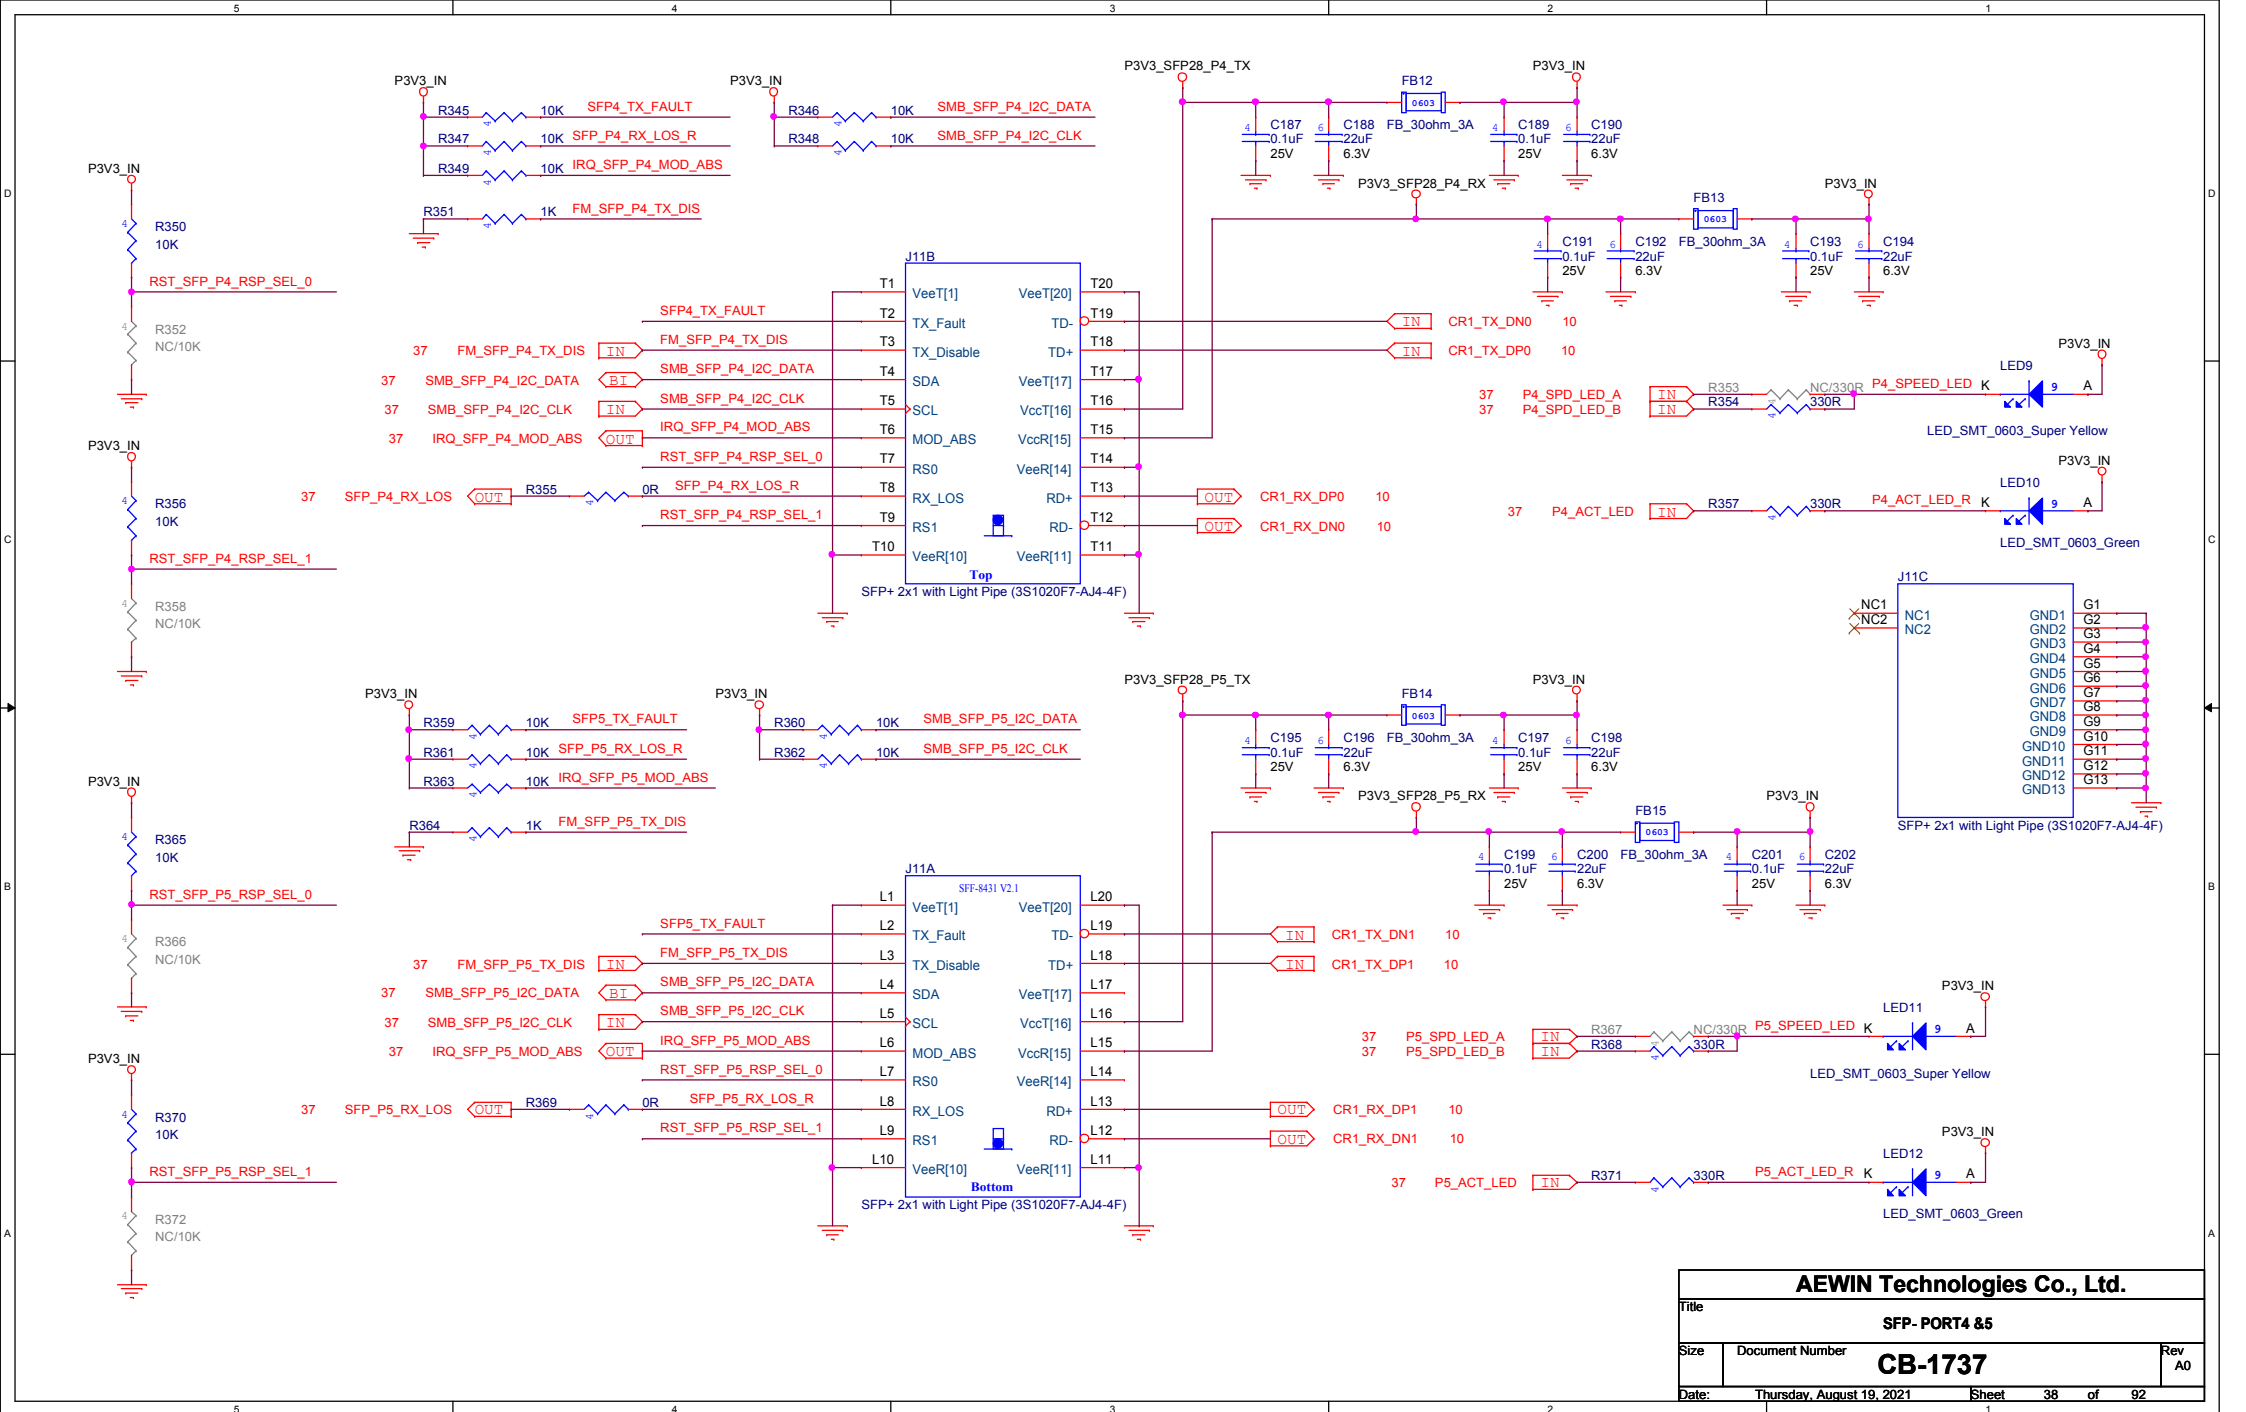 5 4 3 2 1
D D
C C
B B
A A
P3V3_IN
R345 10K SFP4_TX_FAULT
R347 10K SFP_P4_RX_LOS_R
R349 10K IRQ_SFP_P4_MOD_ABS
R351 1K FM_SFP_P4_TX_DIS
P3V3_IN
R346 10K SMB_SFP_P4_I2C_DATA
R348 10K SMB_SFP_P4_I2C_CLK
P3V3_SFP28_P4_TX
FB12
0603
FB_30ohm_3A
P3V3_IN
C187 0.1uF 25V
C188 22uF 6.3V
C189 0.1uF 25V
C190 22uF 6.3V
P3V3_SFP28_P4_RX
FB13
0603
FB_30ohm_3A
P3V3_IN
C191 0.1uF 25V
C192 22uF 6.3V
C193 0.1uF 25V
C194 22uF 6.3V
P3V3_IN
R350
10K
RST_SFP_P4_RSP_SEL_0
R352
NC/10K
P3V3_IN
R356
10K
RST_SFP_P4_RSP_SEL_1
R358
NC/10K
J11B
T1 VeeT[1] VeeT[20] T20
SFP4_TX_FAULT T2 TX_Fault TD- T19 IN CR1_TX_DN0 10
37 FM_SFP_P4_TX_DIS IN FM_SFP_P4_TX_DIS T3 TX_Disable TD+ T18 IN CR1_TX_DP0 10
37 SMB_SFP_P4_I2C_DATA BI SMB_SFP_P4_I2C_DATA T4 SDA VeeT[17] T17
37 SMB_SFP_P4_I2C_CLK IN SMB_SFP_P4_I2C_CLK T5 SCL VccT[16] T16
37 IRQ_SFP_P4_MOD_ABS OUT IRQ_SFP_P4_MOD_ABS T6 MOD_ABS VccR[15] T15
RST_SFP_P4_RSP_SEL_0 T7 RS0 VeeR[14] T14
37 SFP_P4_RX_LOS OUT R355 0R SFP_P4_RX_LOS_R T8 RX_LOS RD+ T13 OUT CR1_RX_DP0 10
RST_SFP_P4_RSP_SEL_1 T9 RS1 RD- T12 OUT CR1_RX_DN0 10
T10 VeeR[10] VeeR[11] T11
Top
SFP+ 2x1 with Light Pipe (3S1020F7-AJ4-4F)
P3V3_IN
LED9
37 P4_SPD_LED_A IN R353 NC/330R P4_SPEED_LED K 9 A
37 P4_SPD_LED_B IN R354 330R
LED_SMT_0603_Super Yellow
P3V3_IN
LED10
37 P4_ACT_LED IN R357 330R P4_ACT_LED_R K 9 A
LED_SMT_0603_Green
J11C
NC1 NC1 GND1 G1
NC2 NC2 GND2 G2
GND3 G3
GND4 G4
GND5 G5
GND6 G6
GND7 G7
GND8 G8
GND9 G9
GND10 G10
GND11 G11
GND12 G12
GND13 G13
SFP+ 2x1 with Light Pipe (3S1020F7-AJ4-4F)
P3V3_IN
R359 10K SFP5_TX_FAULT
R361 10K SFP_P5_RX_LOS_R
R363 10K IRQ_SFP_P5_MOD_ABS
R364 1K FM_SFP_P5_TX_DIS
P3V3_IN
R360 10K SMB_SFP_P5_I2C_DATA
R362 10K SMB_SFP_P5_I2C_CLK
P3V3_SFP28_P5_TX
FB14
0603
FB_30ohm_3A
P3V3_IN
C195 0.1uF 25V
C196 22uF 6.3V
C197 0.1uF 25V
C198 22uF 6.3V
P3V3_SFP28_P5_RX
FB15
0603
FB_30ohm_3A
P3V3_IN
C199 0.1uF 25V
C200 22uF 6.3V
C201 0.1uF 25V
C202 22uF 6.3V
P3V3_IN
R365
10K
RST_SFP_P5_RSP_SEL_0
R366
NC/10K
P3V3_IN
R370
10K
RST_SFP_P5_RSP_SEL_1
R372
NC/10K
J11A
SFF-8431 V2.1
L1 VeeT[1] VeeT[20] L20
SFP5_TX_FAULT L2 TX_Fault TD- L19 IN CR1_TX_DN1 10
37 FM_SFP_P5_TX_DIS IN FM_SFP_P5_TX_DIS L3 TX_Disable TD+ L18 IN CR1_TX_DP1 10
37 SMB_SFP_P5_I2C_DATA BI SMB_SFP_P5_I2C_DATA L4 SDA VeeT[17] L17
37 SMB_SFP_P5_I2C_CLK IN SMB_SFP_P5_I2C_CLK L5 SCL VccT[16] L16
37 IRQ_SFP_P5_MOD_ABS OUT IRQ_SFP_P5_MOD_ABS L6 MOD_ABS VccR[15] L15
RST_SFP_P5_RSP_SEL_0 L7 RS0 VeeR[14] L14
37 SFP_P5_RX_LOS OUT R369 0R SFP_P5_RX_LOS_R L8 RX_LOS RD+ L13 OUT CR1_RX_DP1 10
RST_SFP_P5_RSP_SEL_1 L9 RS1 RD- L12 OUT CR1_RX_DN1 10
L10 VeeR[10] VeeR[11] L11
Bottom
SFP+ 2x1 with Light Pipe (3S1020F7-AJ4-4F)
P3V3_IN
LED11
37 P5_SPD_LED_A IN R367 NC/330R P5_SPEED_LED K 9 A
37 P5_SPD_LED_B IN R368 330R
LED_SMT_0603_Super Yellow
P3V3_IN
LED12
37 P5_ACT_LED IN R371 330R P5_ACT_LED_R K 9 A
LED_SMT_0603_Green
AEWIN Technologies Co., Ltd.
Title
SFP- PORT4 &5
Size Document Number Rev
CB-1737 A0
Date: Thursday, August 19, 2021 Sheet 38 of 92
5 4 3 2 1